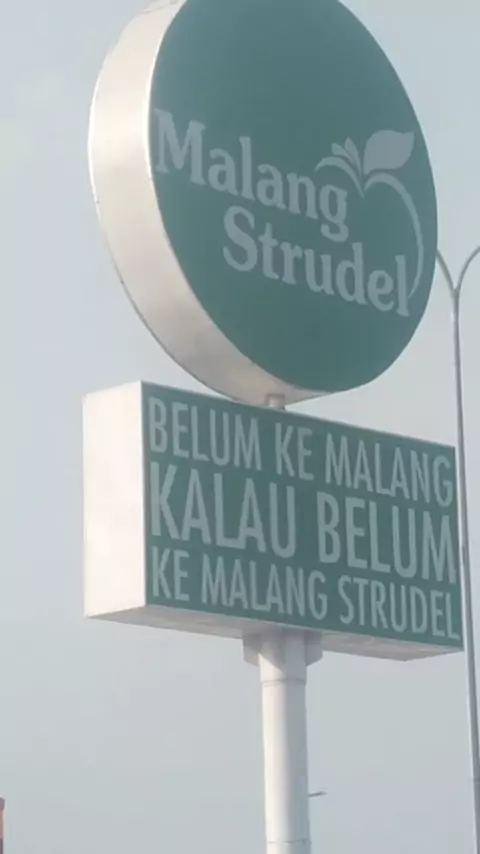 Malang
Strudel
BELUM KE MALANG
KALAU BELUM
KE MALANG STRUDEL